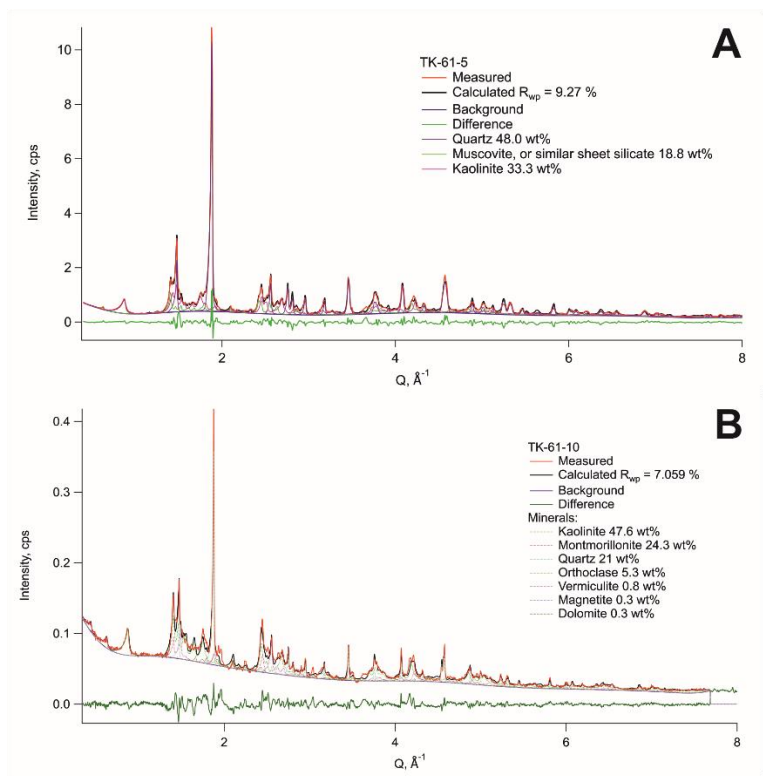 A
TK-61-5
Measured
Calculated Rwp = 9.27 %
Background
Difference
Quartz 48.0 wt%
Muscovite, or similar sheet silicate 18.8 wt%
Kaolinite 33.3 wt%
10
8
6
4
2
0
Intensity, cps
2 4 6 8
Q, Å-1
B
TK-61-10
Measured
Calculated Rwp = 7.059 %
Background
Difference
Minerals:
Kaolinite 47.6 wt%
Montmorillonite 24.3 wt%
Quartz 21 wt%
Orthoclase 5.3 wt%
Vermiculite 0.8 wt%
Magnetite 0.3 wt%
Dolomite 0.3 wt%
0.4
0.3
0.2
0.1
0.0
Intensity, cps
2 4 6 8
Q, Å-1